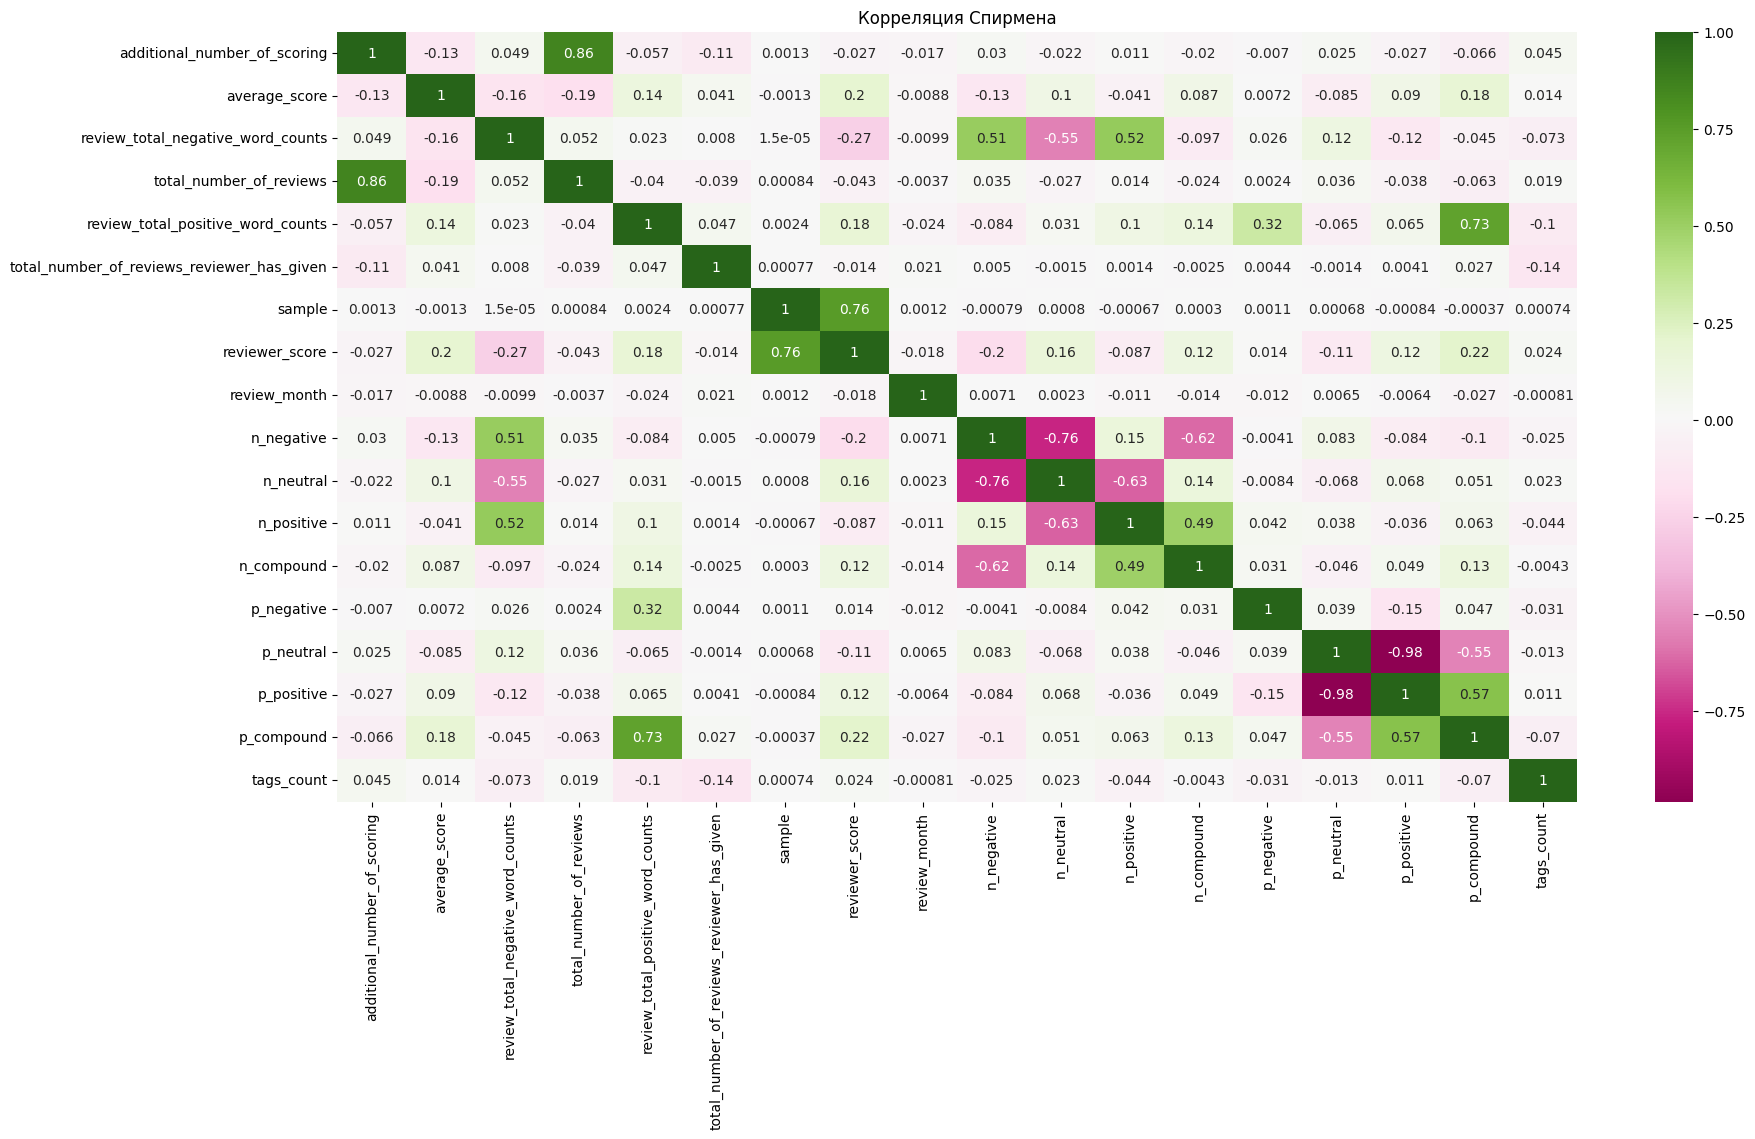 Корреляция Спирмена
additional_number_of_scoring 1 -0.13 0.049 0.86 -0.057 -0.11 0.0013 -0.027 -0.017 0.03 -0.022 0.011 -0.02 -0.007 0.025 -0.027 -0.066 0.045
average_score -0.13 1 -0.16 -0.19 0.14 0.041 -0.0013 0.2 -0.0088 -0.13 0.1 -0.041 0.087 0.0072 -0.085 0.09 0.18 0.014
review_total_negative_word_counts 0.049 -0.16 1 0.052 0.023 0.008 1.5e-05 -0.27 -0.0099 0.51 -0.55 0.52 -0.097 0.026 0.12 -0.12 -0.045 -0.073
total_number_of_reviews 0.86 -0.19 0.052 1 -0.04 -0.039 0.00084 -0.043 -0.0037 0.035 -0.027 0.014 -0.024 0.0024 0.036 -0.038 -0.063 0.019
review_total_positive_word_counts -0.057 0.14 0.023 -0.04 1 0.047 0.0024 0.18 -0.024 -0.084 0.031 0.1 0.14 0.32 -0.065 0.065 0.73 -0.1
total_number_of_reviews_reviewer_has_given -0.11 0.041 0.008 -0.039 0.047 1 0.00077 -0.014 0.021 0.005 -0.0015 0.0014 -0.0025 0.0044 -0.0014 0.0041 0.027 -0.14
sample 0.0013 -0.0013 1.5e-05 0.00084 0.0024 0.00077 1 0.76 0.0012 -0.00079 0.0008 -0.00067 0.0003 0.0011 0.00068 -0.00084 -0.00037 0.00074
reviewer_score -0.027 0.2 -0.27 -0.043 0.18 -0.014 0.76 1 -0.018 -0.2 0.16 -0.087 0.12 0.014 -0.11 0.12 0.22 0.024
review_month -0.017 -0.0088 -0.0099 -0.0037 -0.024 0.021 0.0012 -0.018 1 0.0071 0.0023 -0.011 -0.014 -0.012 0.0065 -0.0064 -0.027 -0.00081
n_negative 0.03 -0.13 0.51 0.035 -0.084 0.005 -0.00079 -0.2 0.0071 1 -0.76 0.15 -0.62 -0.0041 0.083 -0.084 -0.1 -0.025
n_neutral -0.022 0.1 -0.55 -0.027 0.031 -0.0015 0.0008 0.16 0.0023 -0.76 1 -0.63 0.14 -0.0084 -0.068 0.068 0.051 0.023
n_positive 0.011 -0.041 0.52 0.014 0.1 0.0014 -0.00067 -0.087 -0.011 0.15 -0.63 1 0.49 0.042 0.038 -0.036 0.063 -0.044
n_compound -0.02 0.087 -0.097 -0.024 0.14 -0.0025 0.0003 0.12 -0.014 -0.62 0.14 0.49 1 0.031 -0.046 0.049 0.13 -0.0043
p_negative -0.007 0.0072 0.026 0.0024 0.32 0.0044 0.0011 0.014 -0.012 -0.0041 -0.0084 0.042 0.031 1 0.039 -0.15 0.047 -0.031
p_neutral 0.025 -0.085 0.12 0.036 -0.065 -0.0014 0.00068 -0.11 0.0065 0.083 -0.068 0.038 -0.046 0.039 1 -0.98 -0.55 -0.013
p_positive -0.027 0.09 -0.12 -0.038 0.065 0.0041 -0.00084 0.12 -0.0064 -0.084 0.068 -0.036 0.049 -0.15 -0.98 1 0.57 0.011
p_compound -0.066 0.18 -0.045 -0.063 0.73 0.027 -0.00037 0.22 -0.027 -0.1 0.051 0.063 0.13 0.047 -0.55 0.57 1 -0.07
tags_count 0.045 0.014 -0.073 0.019 -0.1 -0.14 0.00074 0.024 -0.00081 -0.025 0.023 -0.044 -0.0043 -0.031 -0.013 0.011 -0.07 1
additional_number_of_scoring
average_score
review_total_negative_word_counts
total_number_of_reviews
review_total_positive_word_counts
total_number_of_reviews_reviewer_has_given
sample
reviewer_score
review_month
n_negative
n_neutral
n_positive
n_compound
p_negative
p_neutral
p_positive
p_compound
tags_count
1.00
0.75
0.50
0.25
0.00
−0.25
−0.50
−0.75